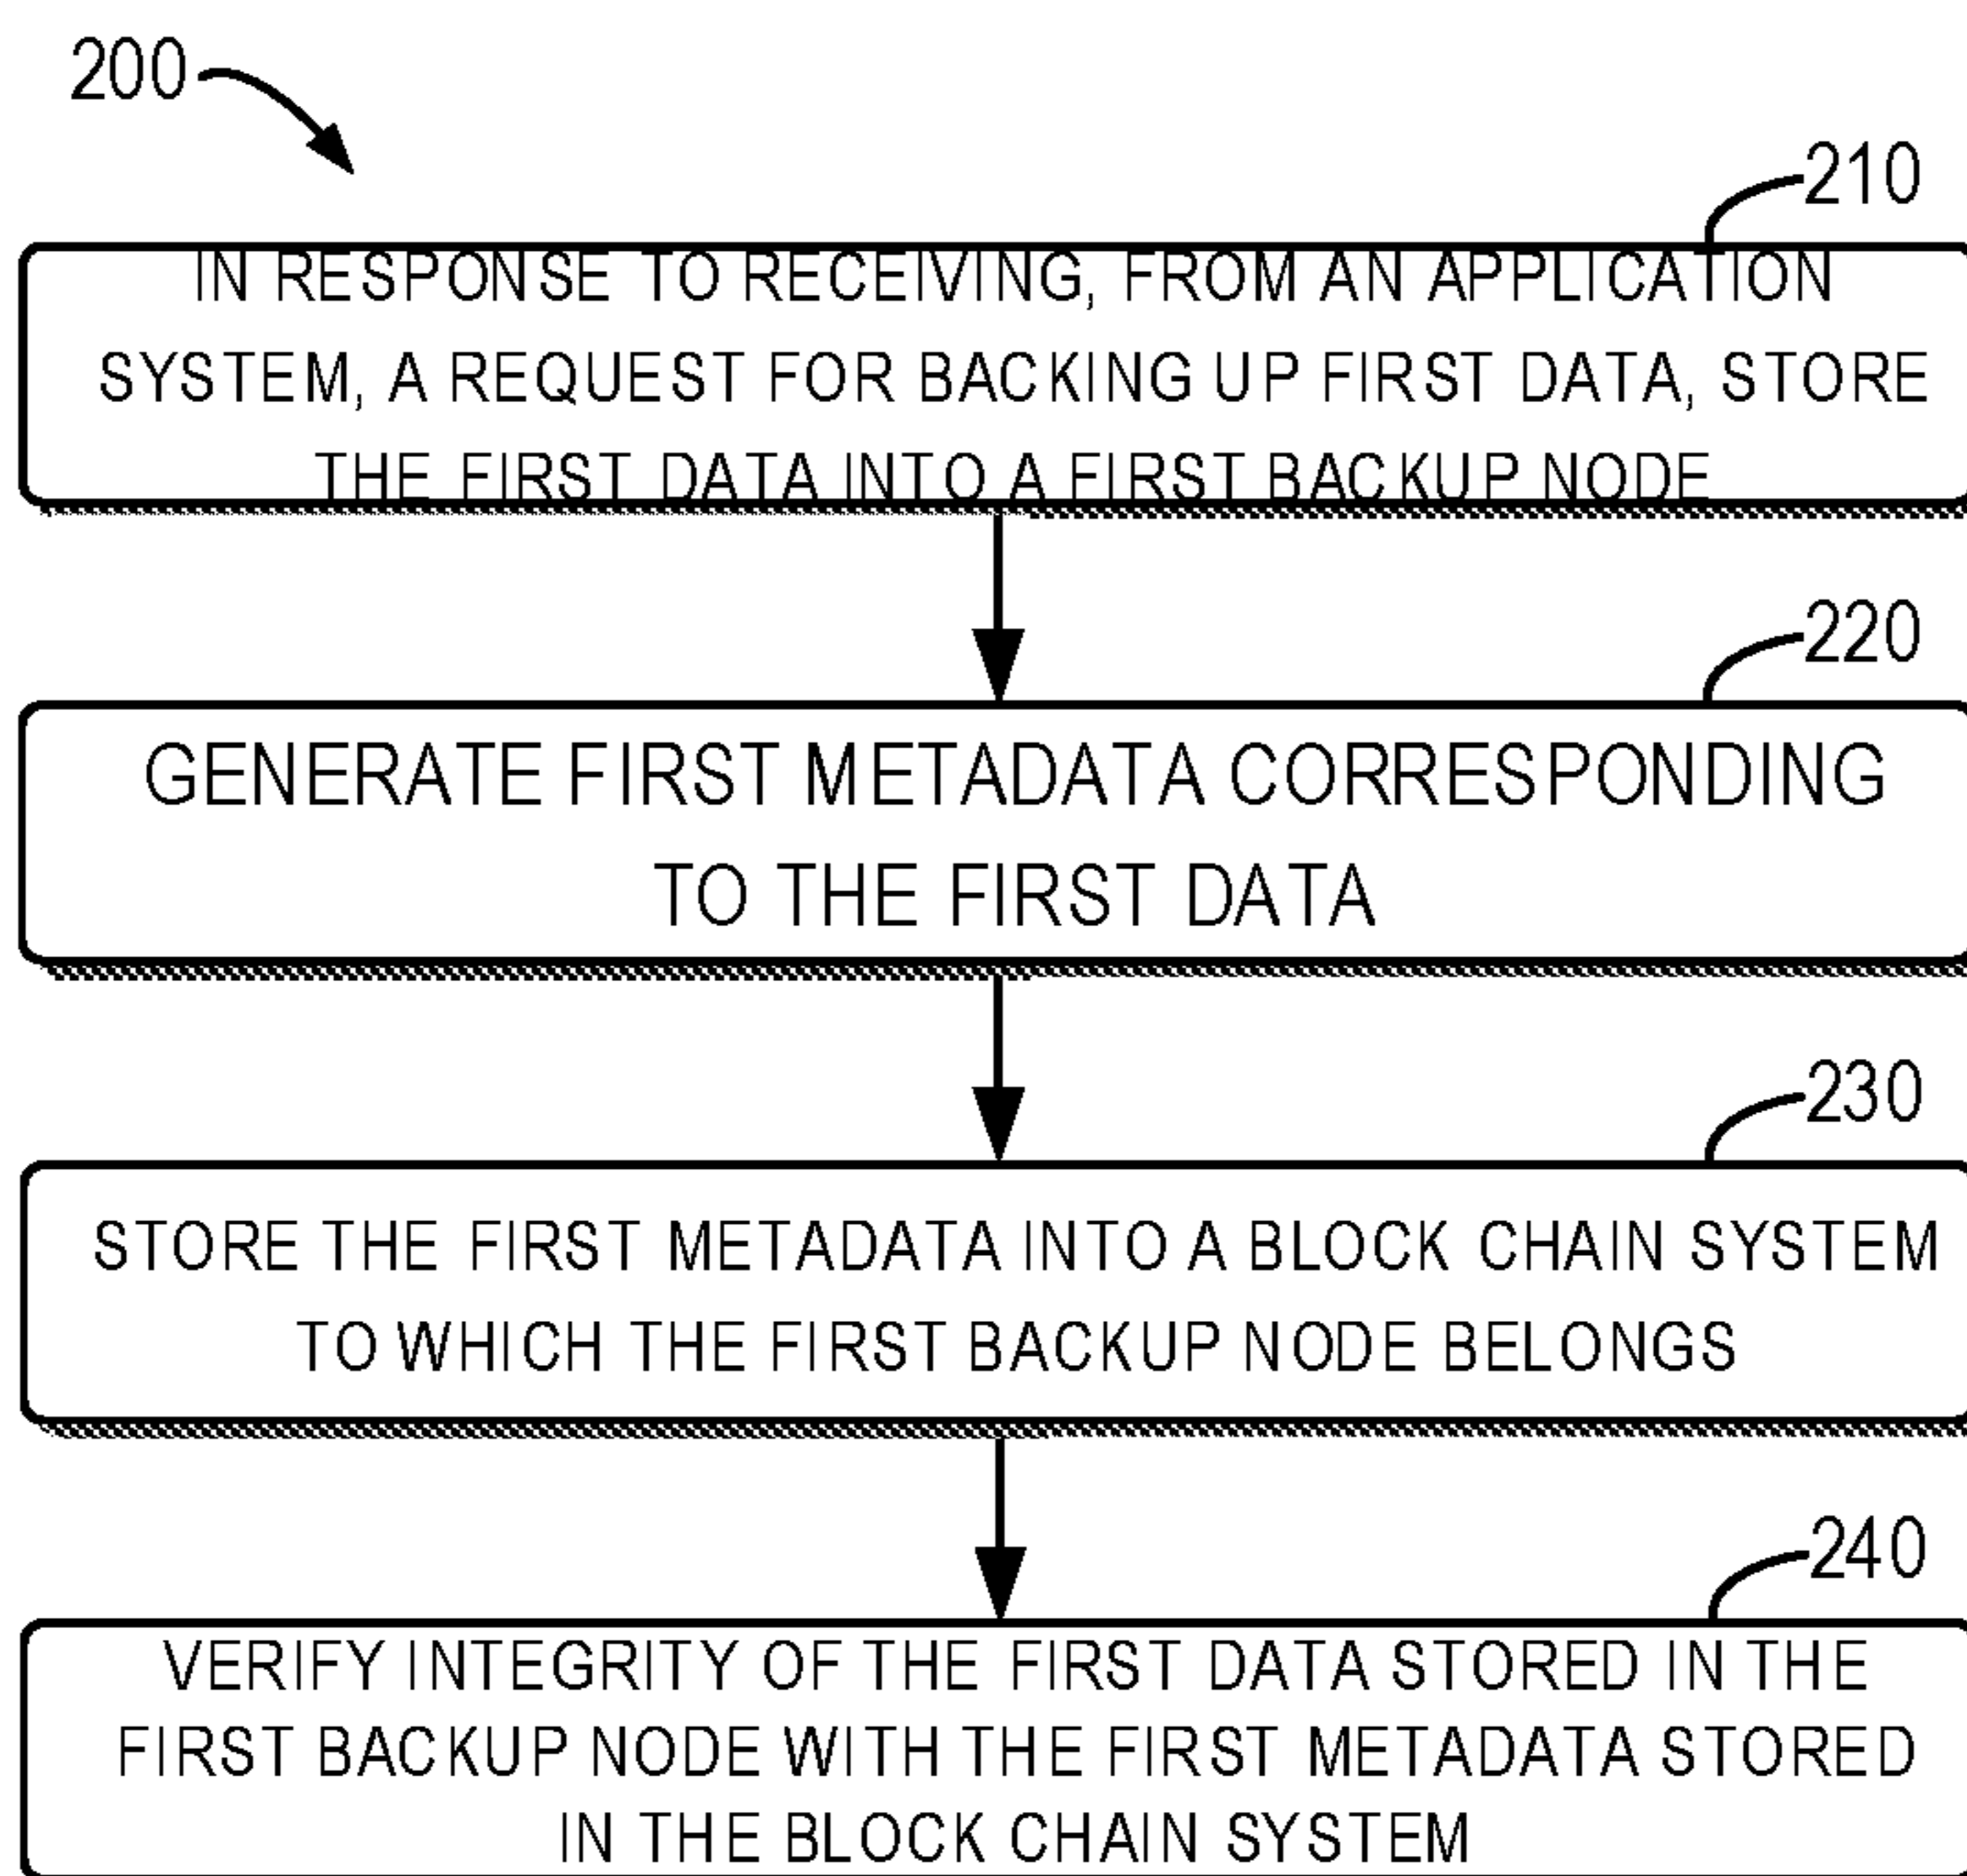 200
210
IN RESPONSE TO RECEIVING, FROM AN APPLICATION
SYSTEM, A REQUEST FOR BACKING UP FIRST DATA, STORE
THE FIRST DATA INTO A FIRST BACKUP NODE
220
GENERATE FIRST METADATA CORRESPONDING
TO THE FIRST DATA
230
STORE THE FIRST METADATA INTO A BLOCK CHAIN SYSTEM
TO WHICH THE FIRST BACKUP NODE BELONGS
240
VERIFY INTEGRITY OF THE FIRST DATA STORED IN THE
FIRST BACKUP NODE WITH THE FIRST METADATA STORED
IN THE BLOCK CHAIN SYSTEM